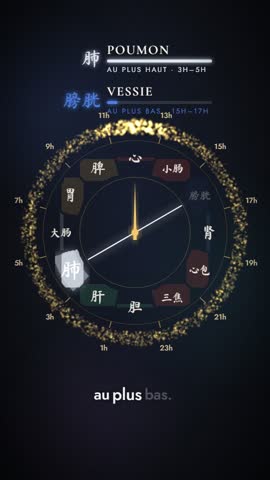 肺 POUMON
AU PLUS HAUT · 3H–5H
膀胱 VESSIE
AU PLUS BAS · 15H–17H
11h 13h
9h 脾 心 小肠 15h
胃 膀胱
7h 大肠 肾 17h
5h 肺 心包 19h
肝 胆 三焦
3h 21h
1h 23h
au plus bas.